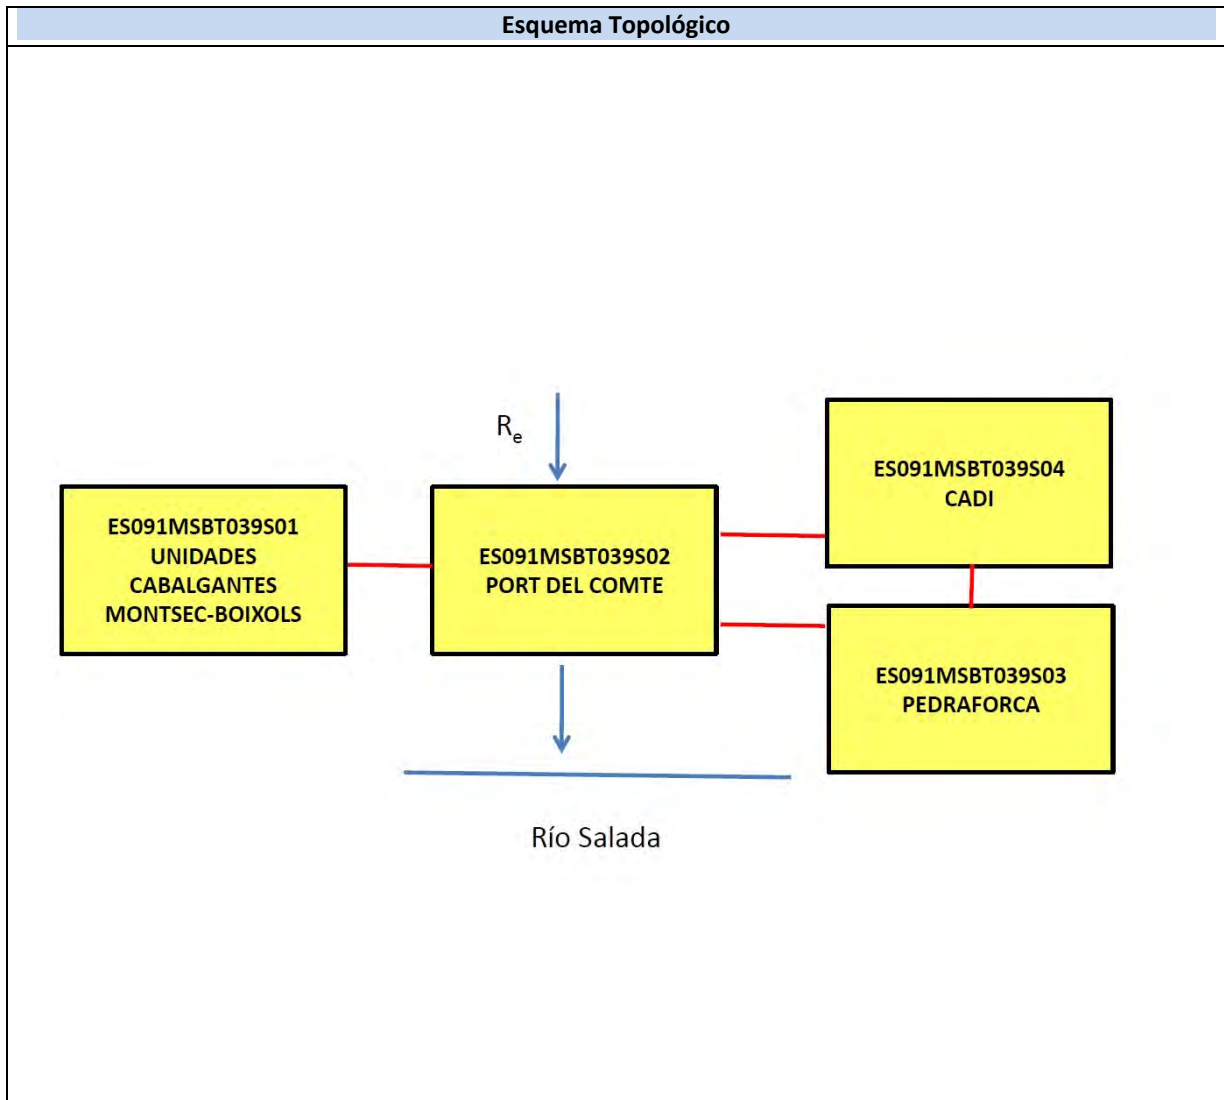 Esquema Topológico
Re
ES091MSBT039S01
UNIDADES
CABALGANTES
MONTSEC-BOIXOLS
ES091MSBT039S02
PORT DEL COMTE
ES091MSBT039S04
CADI
ES091MSBT039S03
PEDRAFORCA
Río Salada